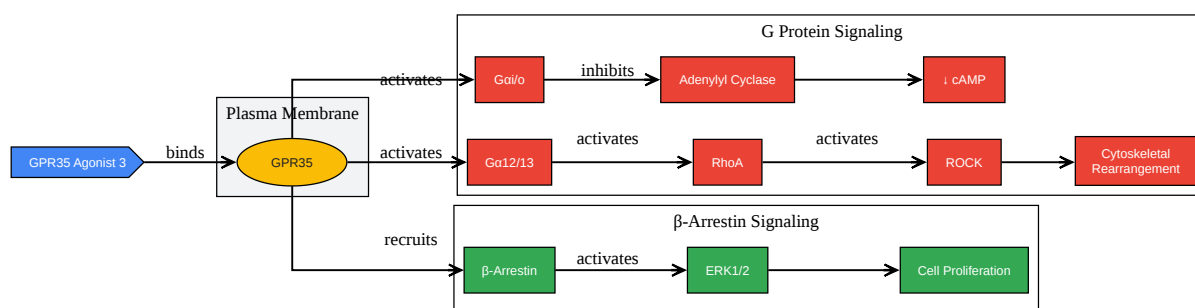 G Protein Signaling
activates
Gαi/o
inhibits
Adenylyl Cyclase
↓ cAMP
Plasma Membrane
GPR35 Agonist 3
binds
GPR35
activates
Gα12/13
activates
RhoA
activates
ROCK
Cytoskeletal
Rearrangement
β-Arrestin Signaling
recruits
β-Arrestin
activates
ERK1/2
Cell Proliferation